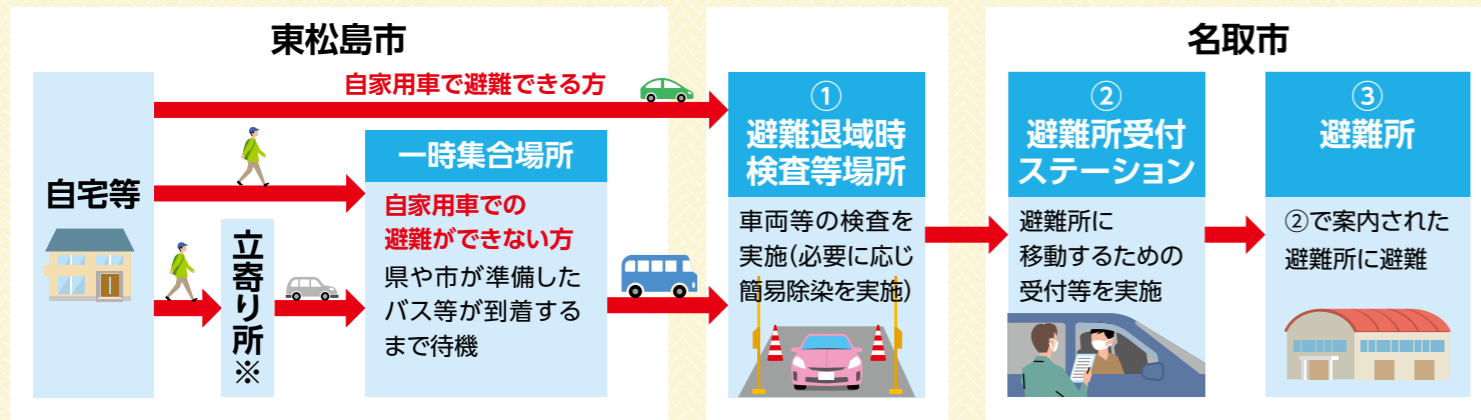 東松島市
自宅等
自家用車で避難できる方
立寄り所※
一時集合場所
自家用車での
避難ができない方
県や市が準備した
バス等が到着する
まで待機
①
避難退域時
検査等場所
車両等の検査を
実施(必要に応じ
簡易除染を実施)
名取市
②
避難所受付
ステーション
避難所に
移動するための
受付等を実施
③
避難所
②で案内された
避難所に避難